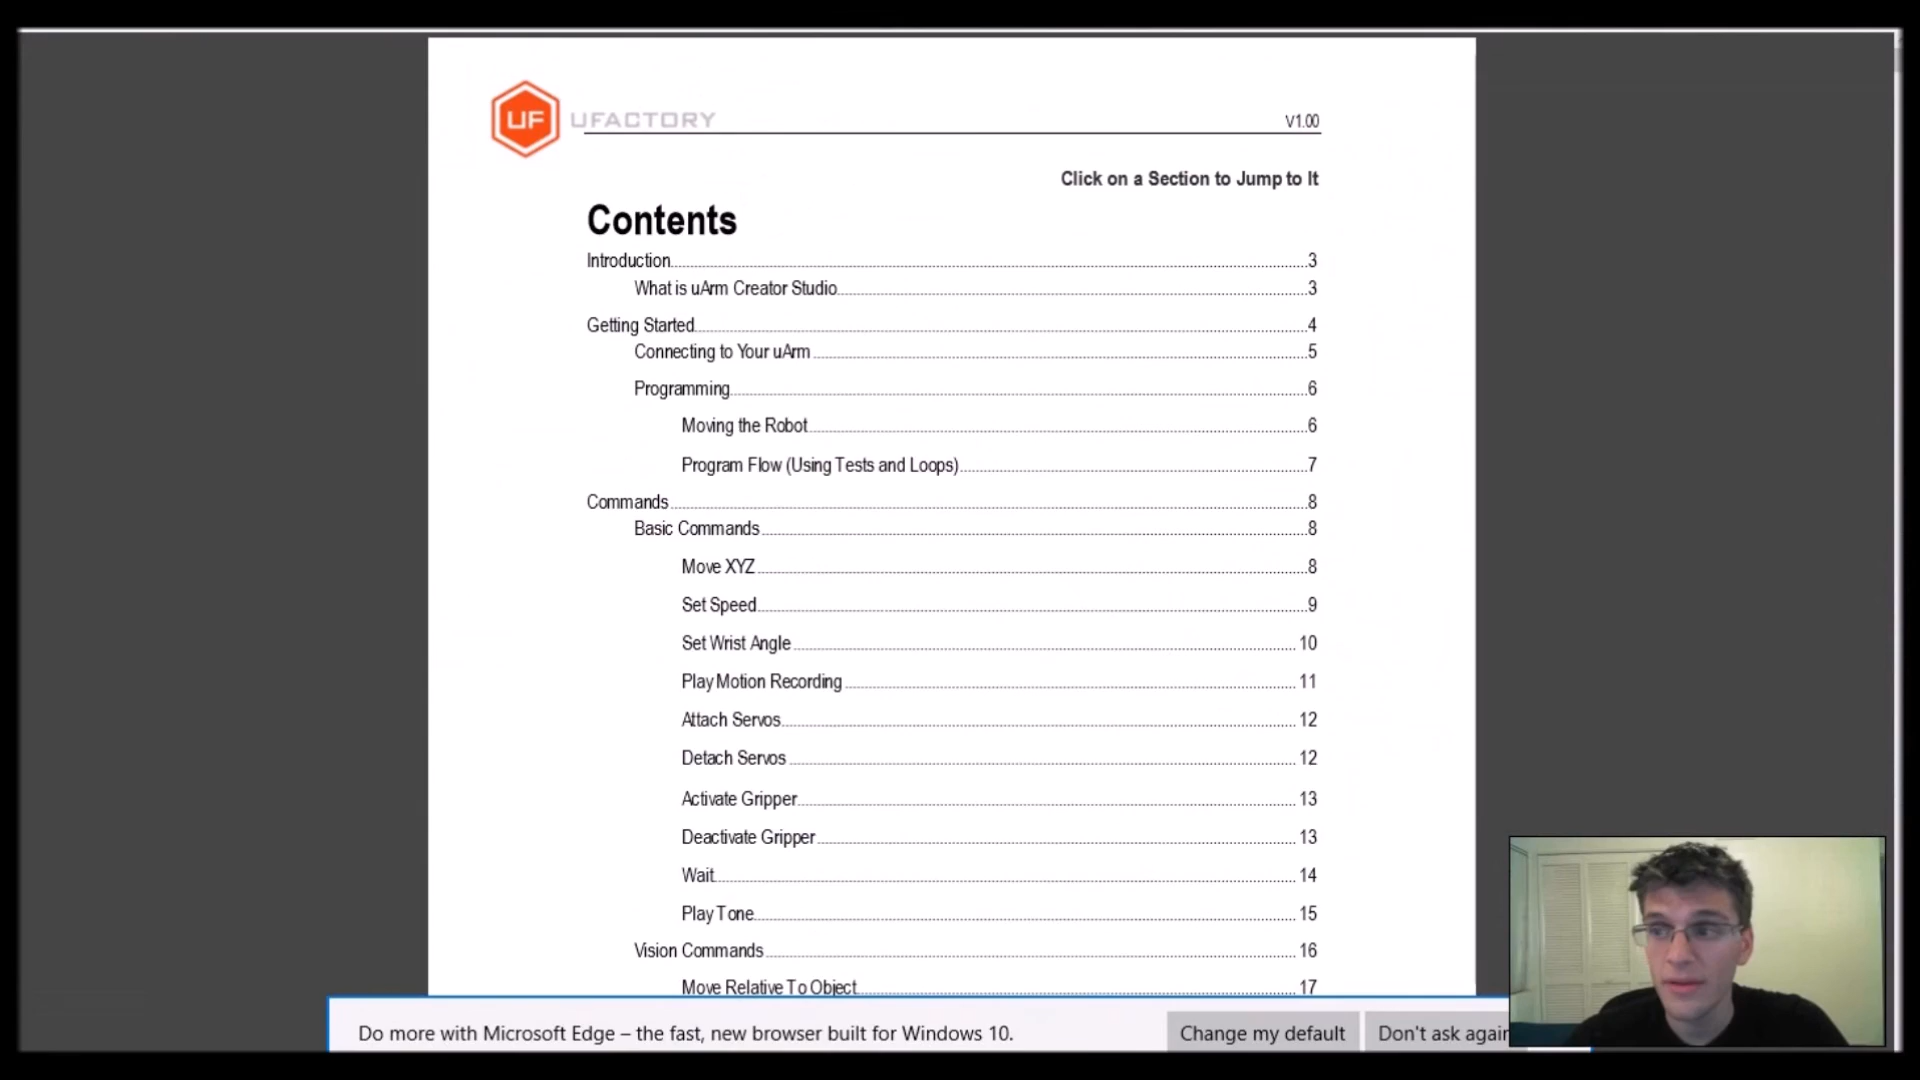 UF UFACTORY V1.00
Click on a Section to Jump to It
Contents
Introduction 3
What is uArm Creator Studio 3
Getting Started 4
Connecting to Your uArm 5
Programming 6
Moving the Robot 6
Program Flow (Using Tests and Loops) 7
Commands 8
Basic Commands 8
Move XYZ 8
Set Speed 9
Set Wrist Angle 10
Play Motion Recording 11
Attach Servos 12
Detach Servos 12
Activate Gripper 13
Deactivate Gripper 13
Wait 14
Play Tone 15
Vision Commands 16
Move Relative To Object 17
Do more with Microsoft Edge – the fast, new browser built for Windows 10. Change my default Don't ask again